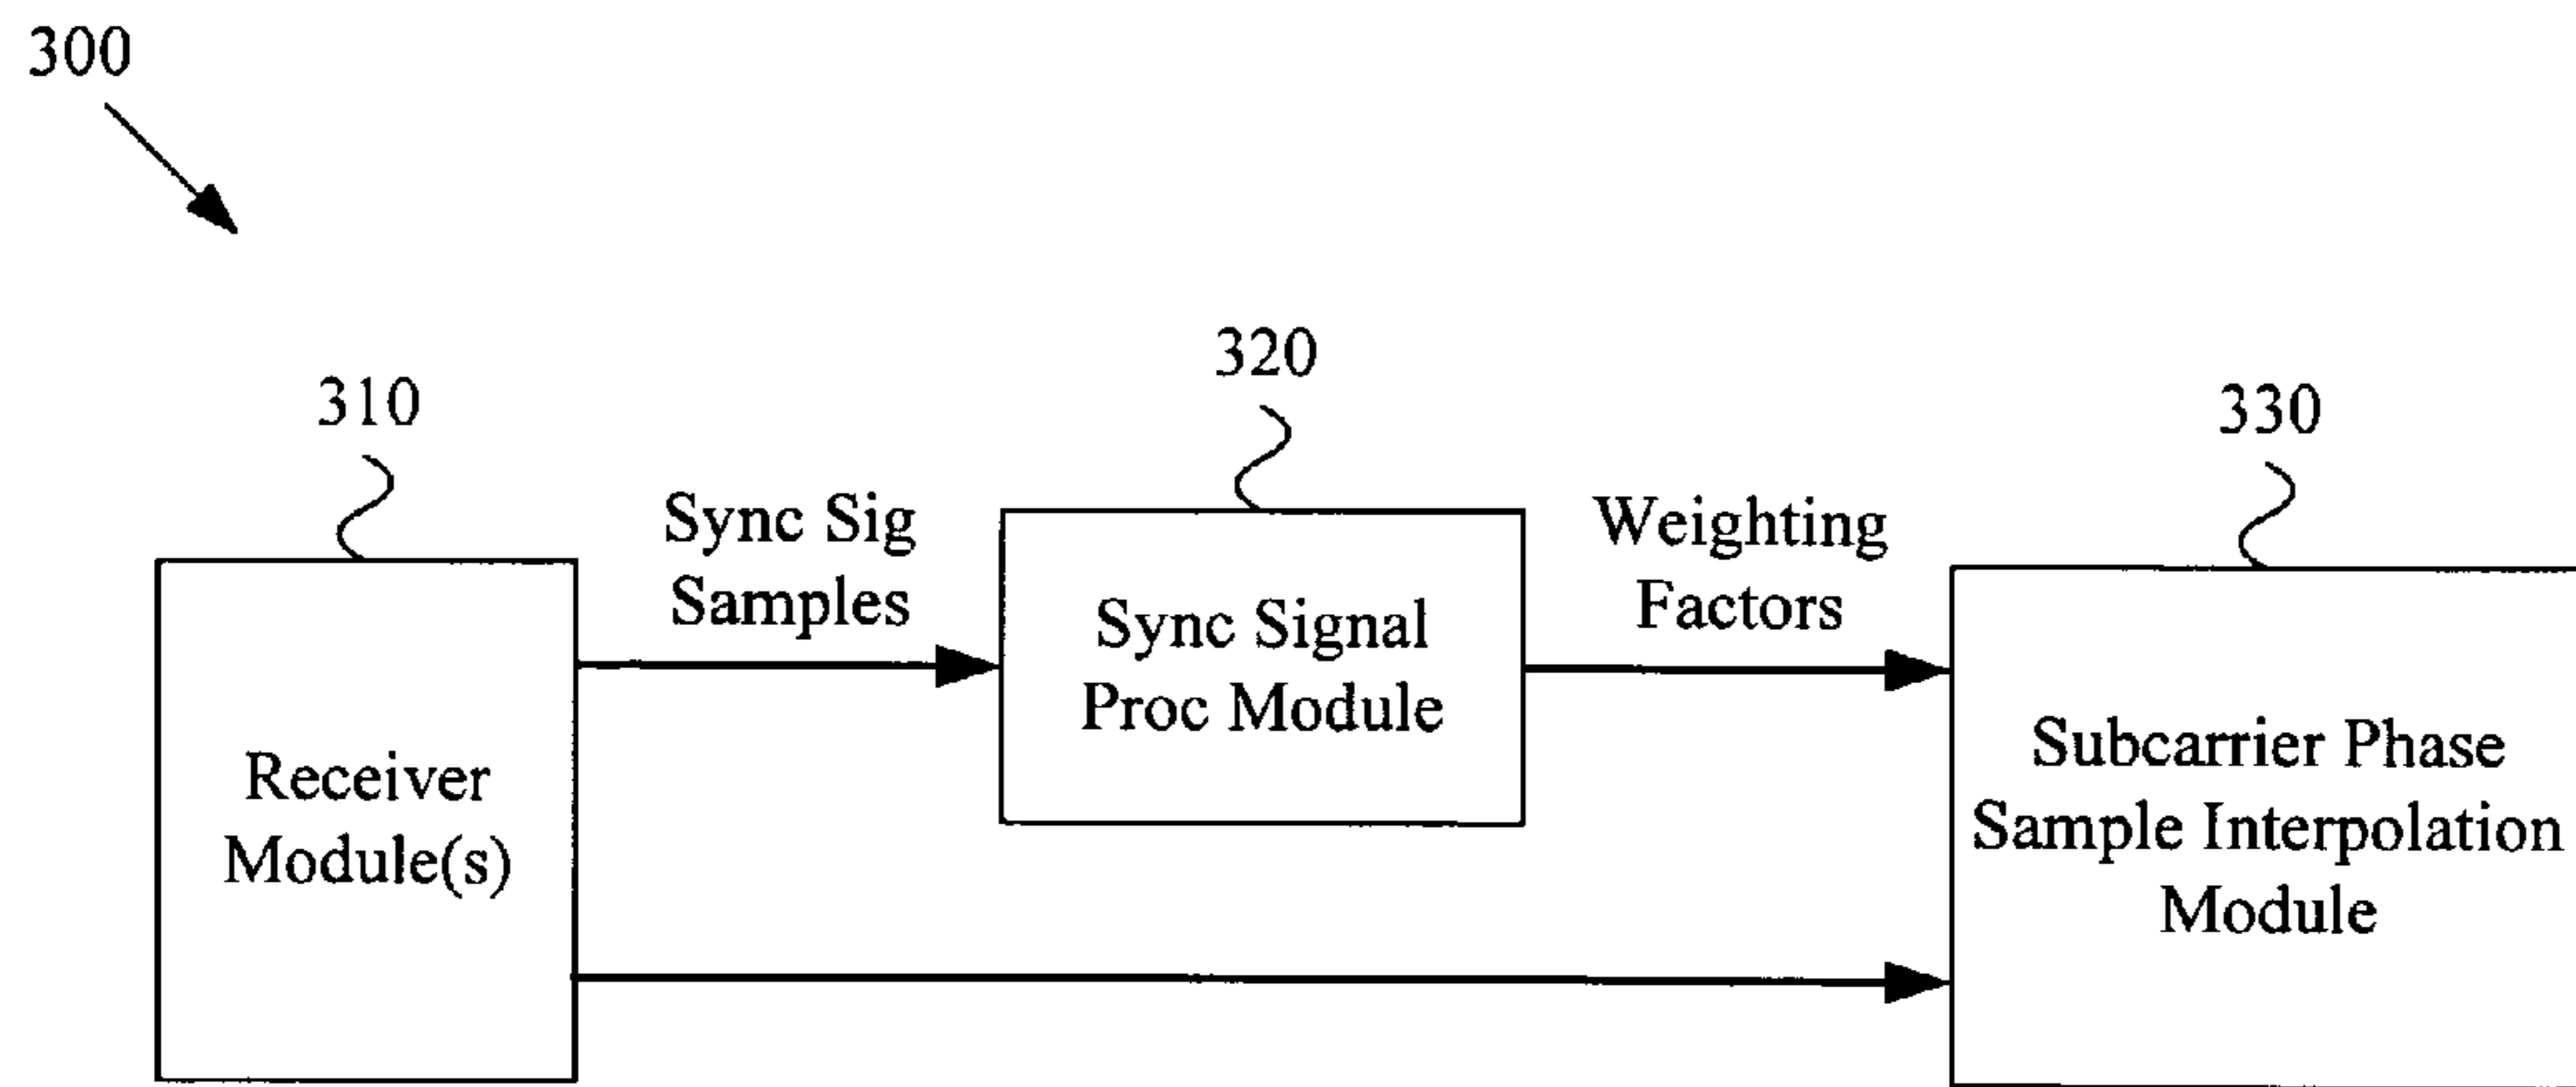 300
310
320
330
Sync Sig
Samples
Weighting
Factors
Receiver
Module(s)
Sync Signal
Proc Module
Subcarrier Phase
Sample Interpolation
Module